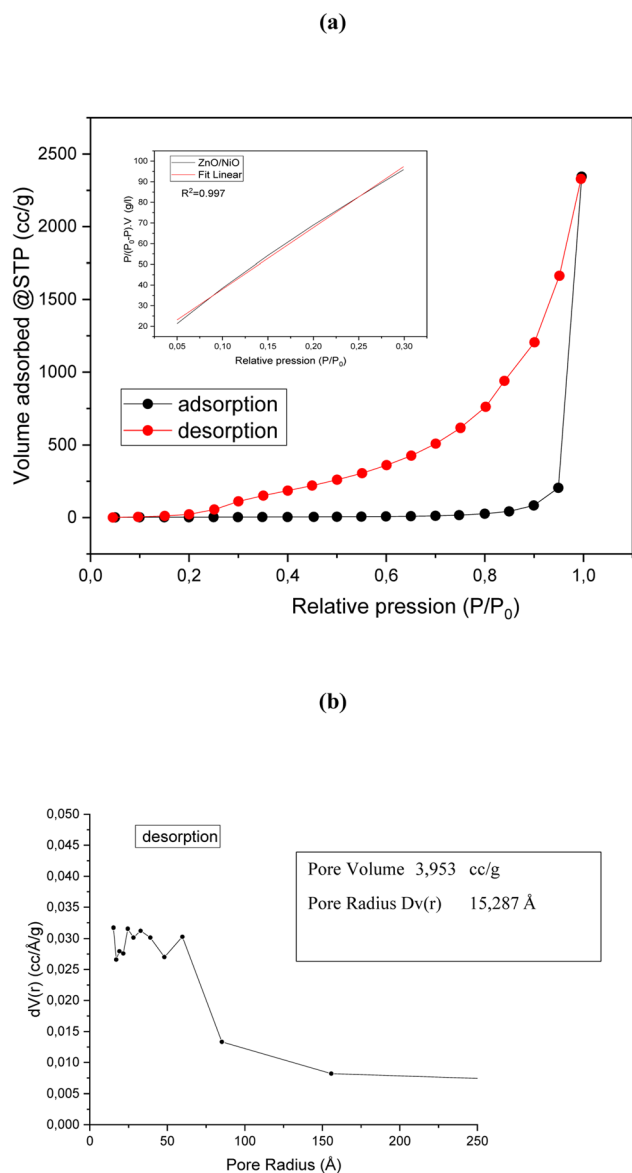 (a)
2500
2000
1500
1000
500
0
Volume adsorbed @STP (cc/g)
0,0 0,2 0,4 0,6 0,8 1,0
Relative pression (P/P0)
ZnO/NiO
Fit Linear
R2=0.997
100
90
80
70
60
50
40
30
20
P/(P0-P).V (g/l)
0,05 0,10 0,15 0,20 0,25 0,30
Relative pression (P/P0)
adsorption
desorption
(b)
0,050
0,045
0,040
0,035
0,030
0,025
0,020
0,015
0,010
0,005
0,000
dV(r) (cc/Å/g)
desorption
Pore Volume 3,953 cc/g
Pore Radius Dv(r) 15,287 Å
0 50 100 150 200 250
Pore Radius (Å)